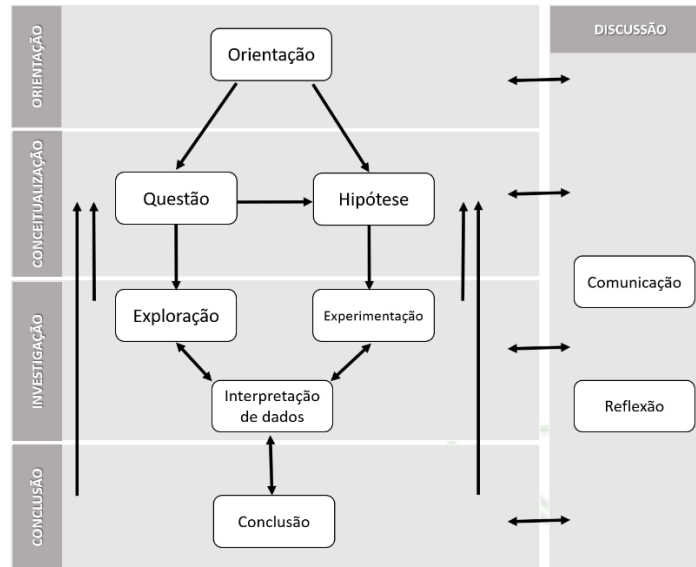 DISCUSSÃO
ORIENTAÇÃO
Orientação
CONCEITUALIZAÇÃO
Questão
Hipótese
Comunicação
INVESTIGAÇÃO
Exploração
Experimentação
Interpretação
de dados
Reflexão
CONCLUSÃO
Conclusão